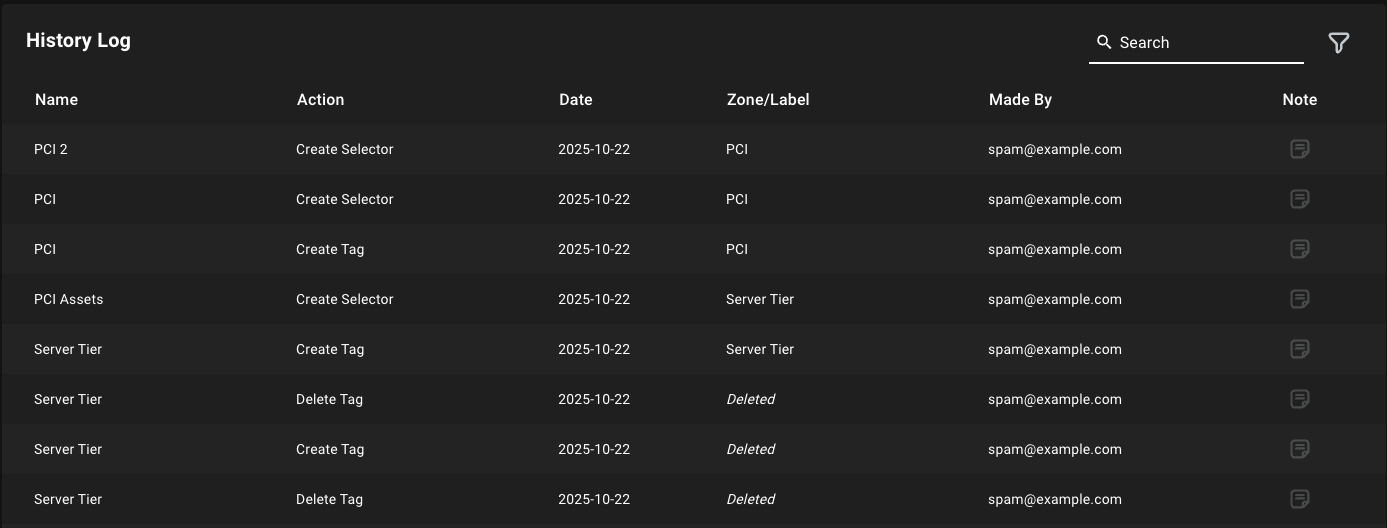 History Log
Search
Name Action Date Zone/Label Made By Note
PCI 2 Create Selector 2025-10-22 PCI spam@example.com
PCI Create Selector 2025-10-22 PCI spam@example.com
PCI Create Tag 2025-10-22 PCI spam@example.com
PCI Assets Create Selector 2025-10-22 Server Tier spam@example.com
Server Tier Create Tag 2025-10-22 Server Tier spam@example.com
Server Tier Delete Tag 2025-10-22 Deleted spam@example.com
Server Tier Create Tag 2025-10-22 Deleted spam@example.com
Server Tier Delete Tag 2025-10-22 Deleted spam@example.com